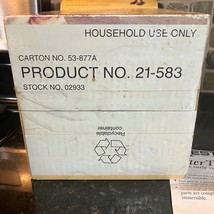 HOUSEHOLD USE ONLY
CARTON NO. 53-877A
PRODUCT NO. 21-583
STOCK NO. 02933
Recyclable
container